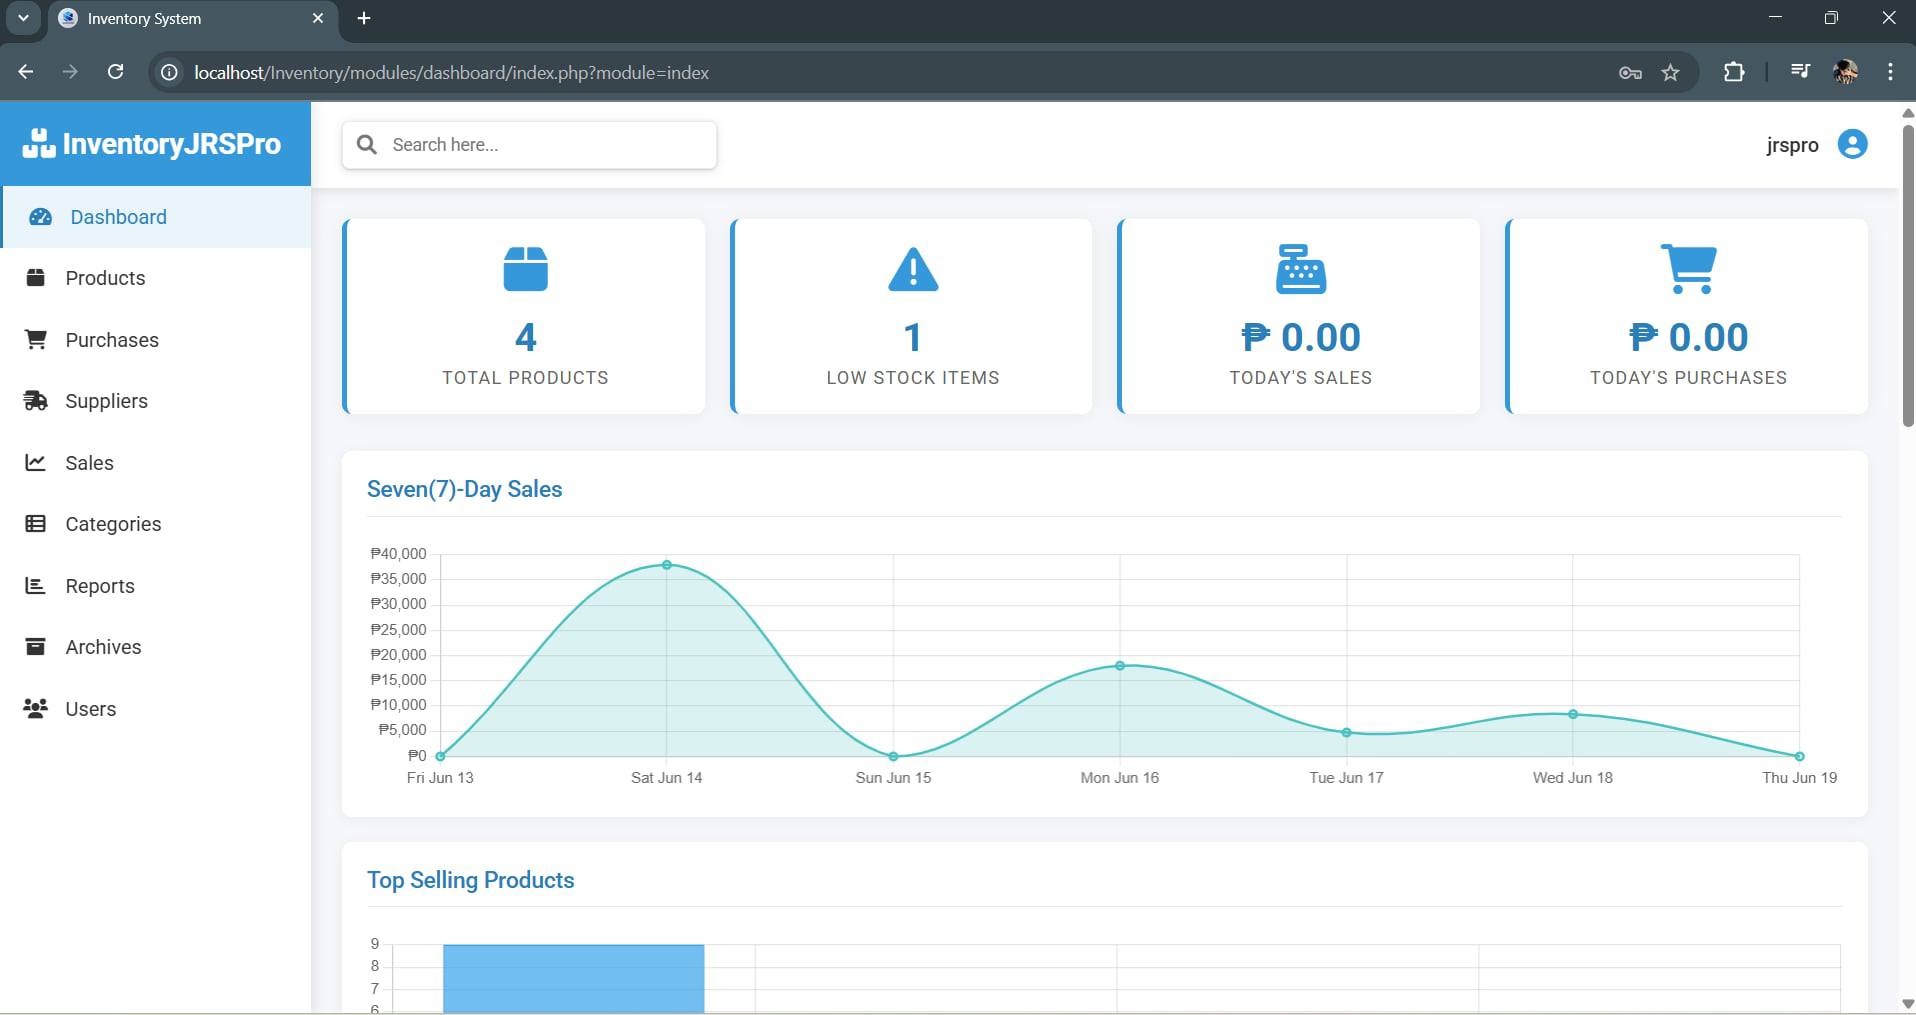 Inventory System
localhost/Inventory/modules/dashboard/index.php?module=index
InventoryJRSPro
Search here...
jrspro
Dashboard
Products
Purchases
Suppliers
Sales
Categories
Reports
Archives
Users
4
TOTAL PRODUCTS
1
LOW STOCK ITEMS
₱ 0.00
TODAY'S SALES
₱ 0.00
TODAY'S PURCHASES
Seven(7)-Day Sales
₱40,000
₱35,000
₱30,000
₱25,000
₱20,000
₱15,000
₱10,000
₱5,000
₱0
Fri Jun 13 Sat Jun 14 Sun Jun 15 Mon Jun 16 Tue Jun 17 Wed Jun 18 Thu Jun 19
Top Selling Products
9
8
7
6